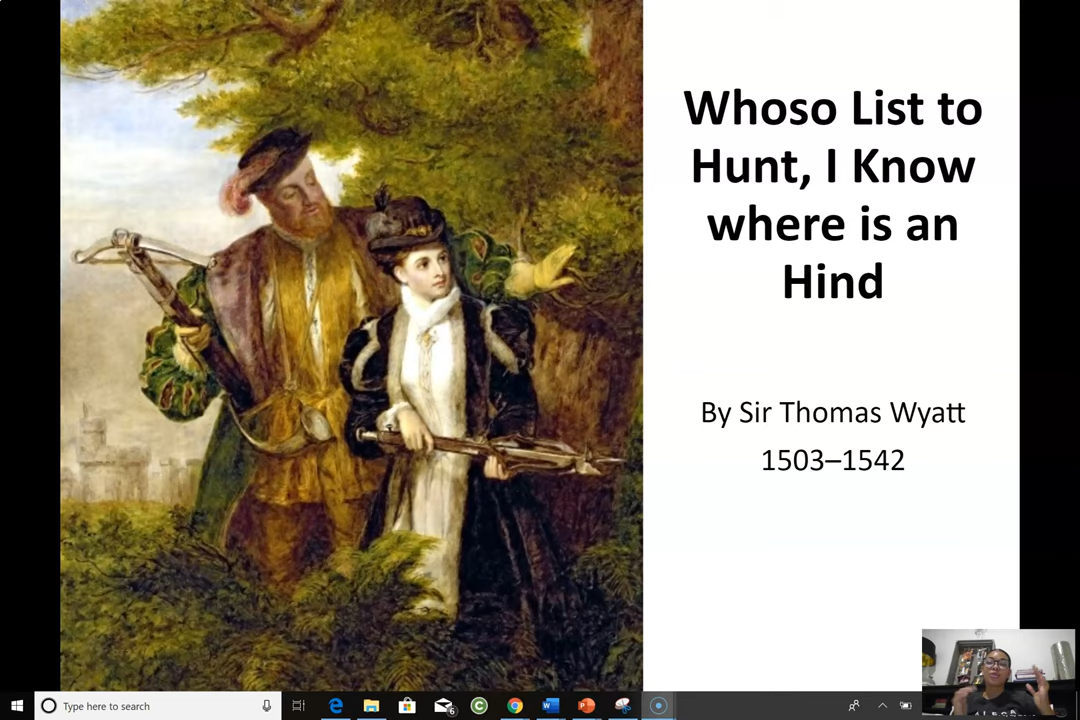 Whoso List to
Hunt, I Know
where is an
Hind
By Sir Thomas Wyatt
1503–1542
Type here to search
6